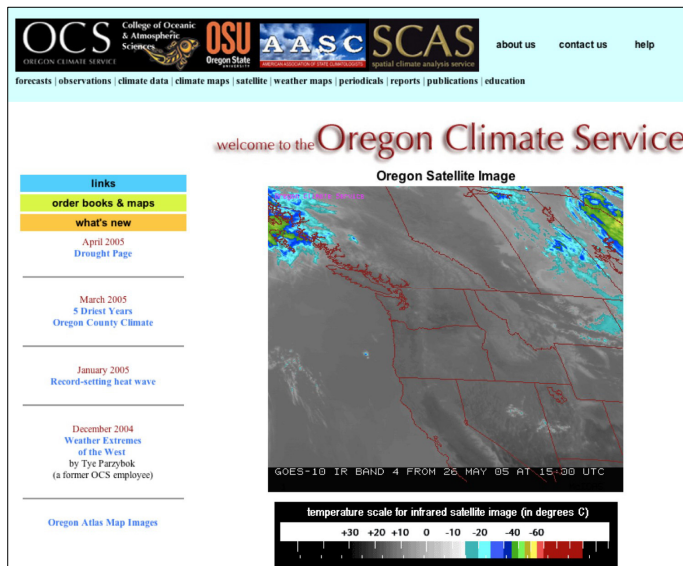 OCS
OREGON CLIMATE SERVICE
College of Oceanic
& Atmospheric
Sciences
OSU
Oregon State
UNIVERSITY
AASC
AMERICAN ASSOCIATION OF STATE CLIMATOLOGISTS
SCAS
spatial climate analysis service
about us contact us help
forecasts | observations | climate data | climate maps | satellite | weather maps | periodicals | reports | publications | education
welcome to the Oregon Climate Service
links
order books & maps
what's new
April 2005
Drought Page
March 2005
5 Driest Years
Oregon County Climate
January 2005
Record-setting heat wave
December 2004
Weather Extremes
of the West
by Tye Parzybok
(a former OCS employee)
Oregon Atlas Map Images
Oregon Satellite Image
GOES-10 IR BAND 4 FROM 26 MAY 05 AT 15:00 UTC
temperature scale for infrared satellite image (in degrees C)
+30 +20 +10 0 -10 -20 -40 -60